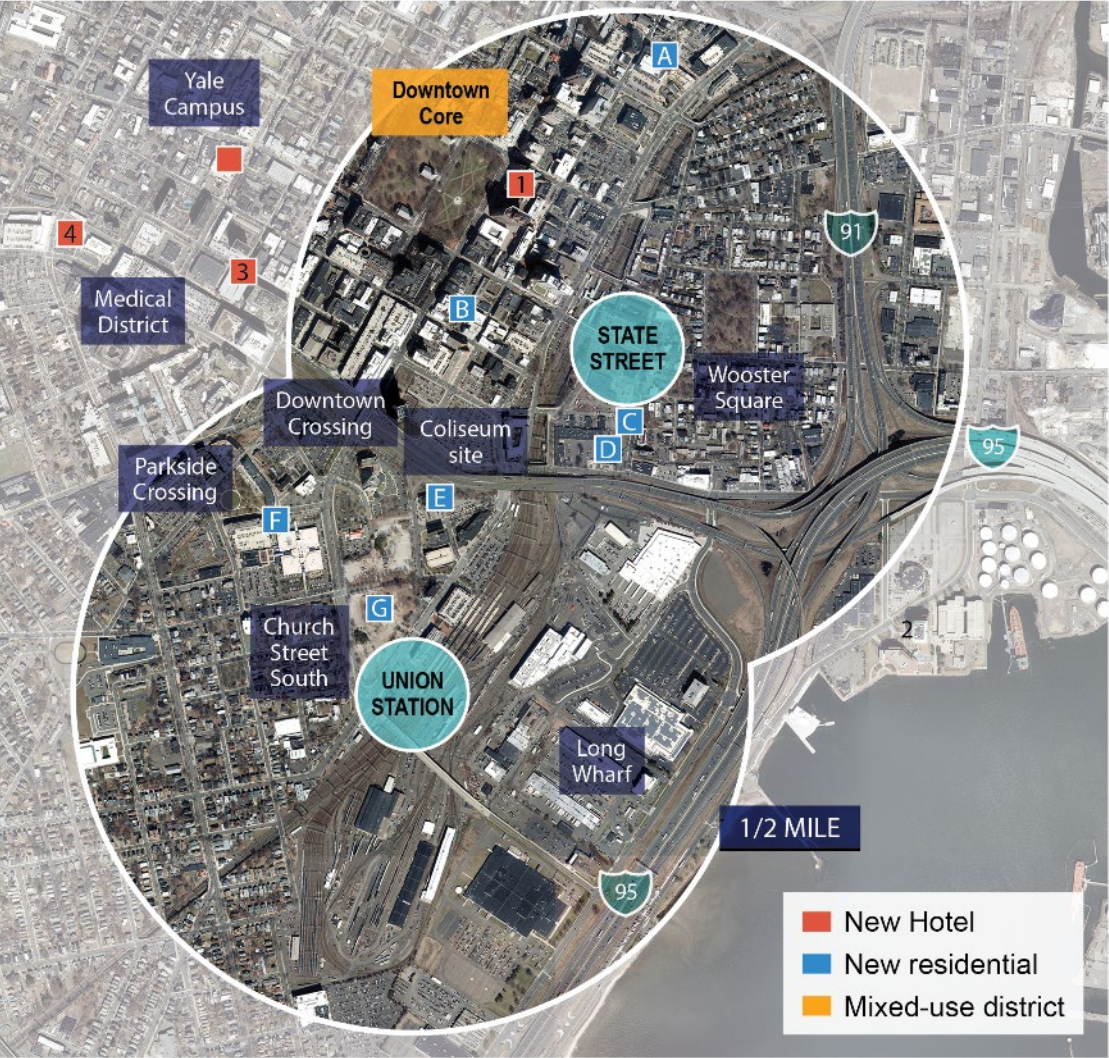 A
Yale
Campus
Downtown
Core
1
4
91
3
Medical
District
B
STATE
STREET
Wooster
Square
Downtown
Crossing
C
Coliseum
site
D
95
Parkside
Crossing
E
F
G
2
Church
Street
South
UNION
STATION
Long
Wharf
1/2 MILE
95
New Hotel
New residential
Mixed-use district